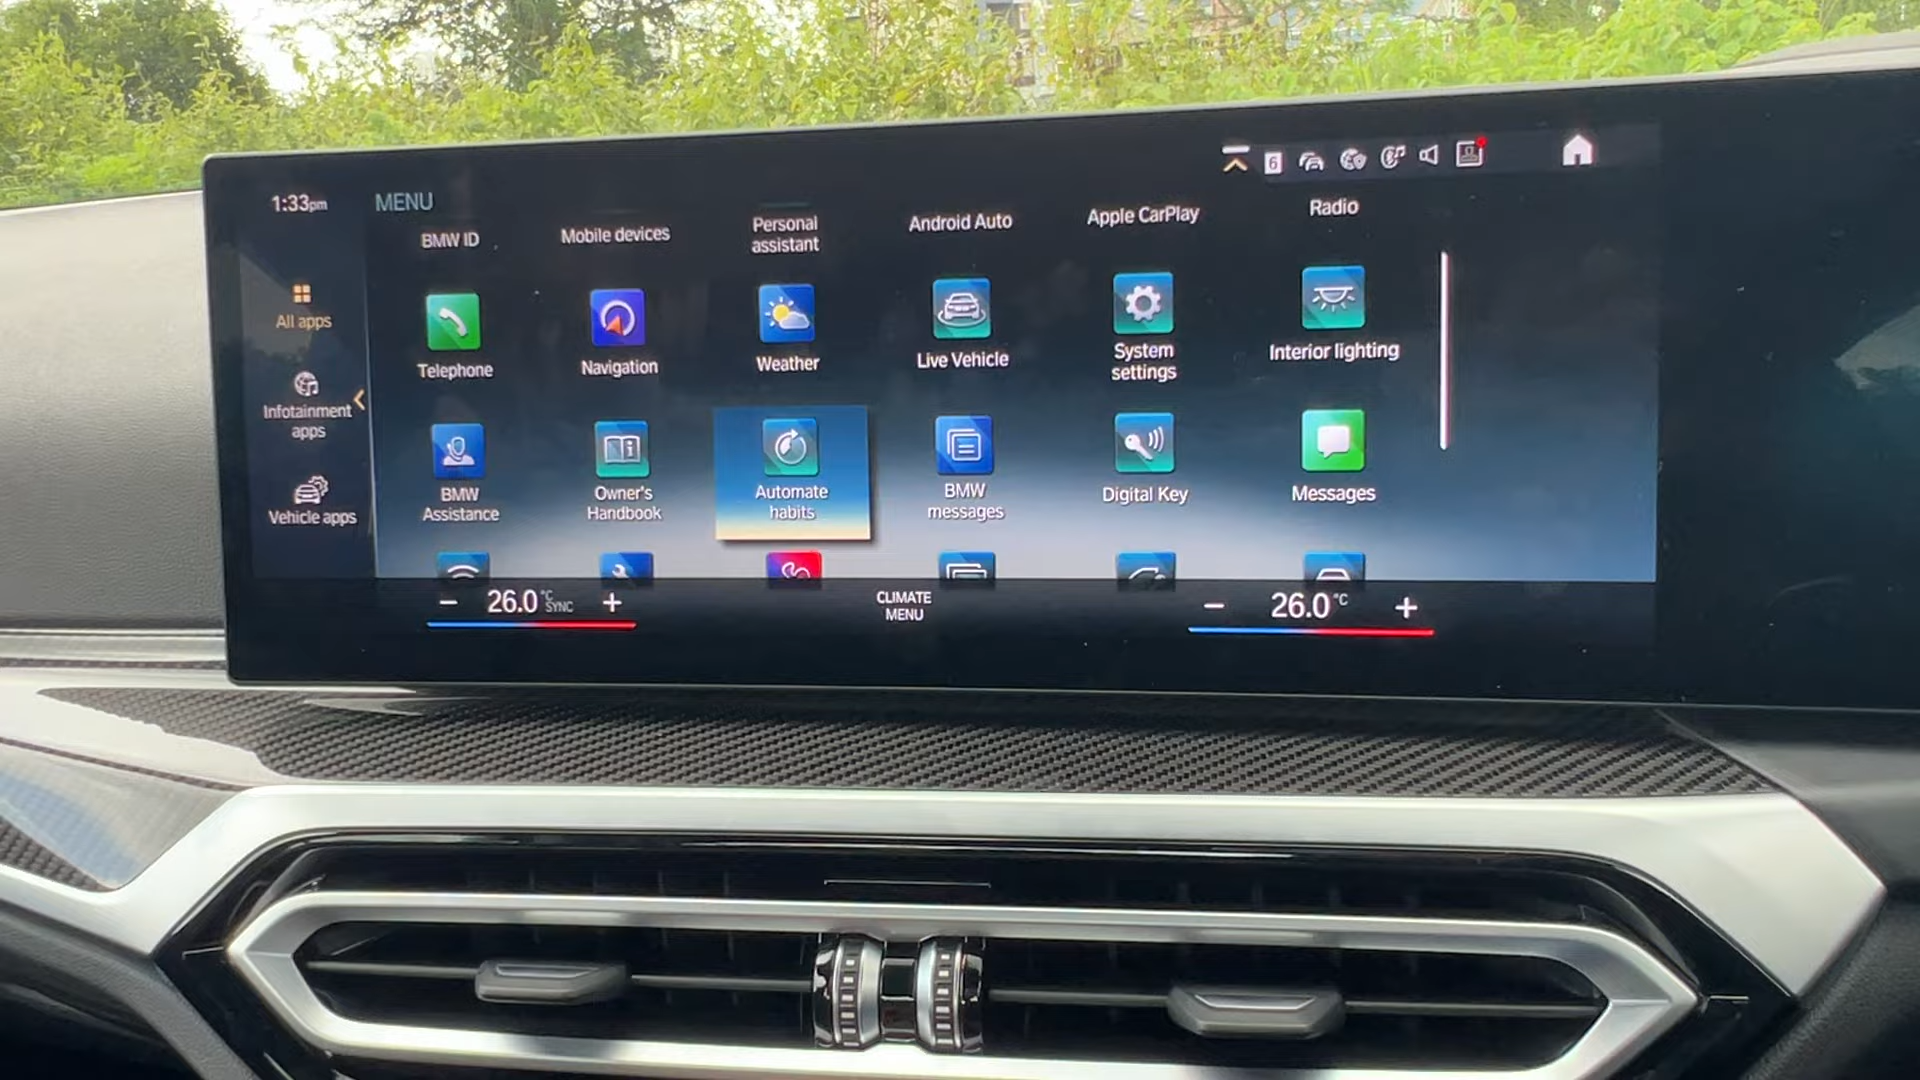 1:33pm
MENU
6
BMW ID
Mobile devices
Personal
assistant
Android Auto
Apple CarPlay
Radio
All apps
Infotainment
apps
Vehicle apps
Telephone
Navigation
Weather
Live Vehicle
System
settings
Interior lighting
BMW
Assistance
Owner's
Handbook
Automate
habits
BMW
messages
Digital Key
Messages
− 26.0 °C SYNC +
CLIMATE
MENU
− 26.0 °C +